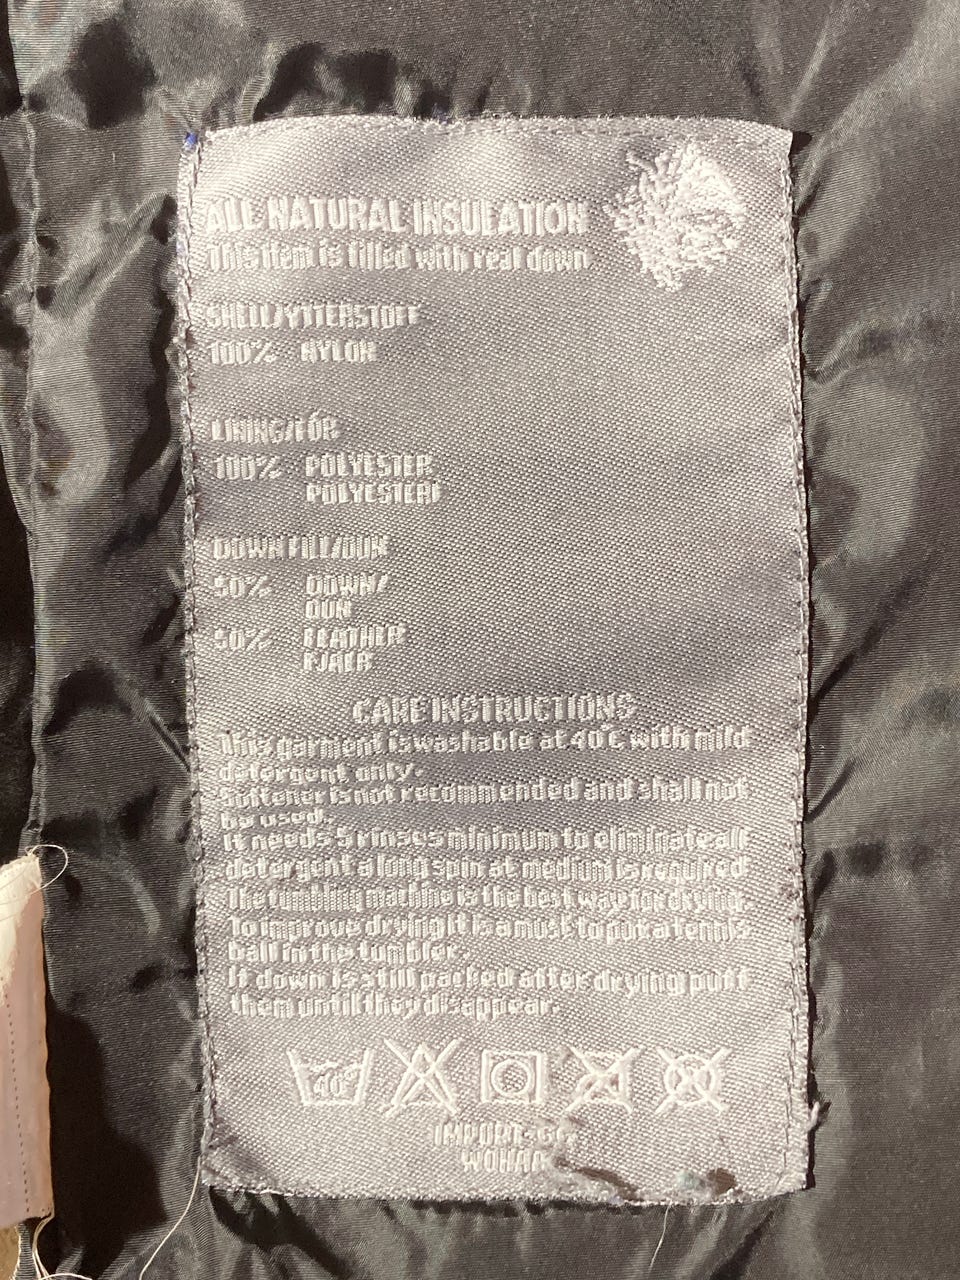 ALL NATURAL INSULATION
This item is filled with real down
SHELL/YTTERSTOFF
100% NYLON
LINING/FÓR
100% POLYESTER
POLYESTERI
DOWN FILL/DUN
50% DOWN/
DUN
50% FEATHER
FJAER
CARE INSTRUCTIONS
This garment is washable at 40 C with mild
detergent only.
Softener is not recommended and shall not
be used.
It needs 5 rinses minimum to eliminate all
detergent a long spin at medium is required
The tumbling machine is the best way for drying.
To improve drying it is a must to put a tennis
ball in the tumbler.
If down is still packed after drying puff
them until they disappear.
40°
IMPORT: